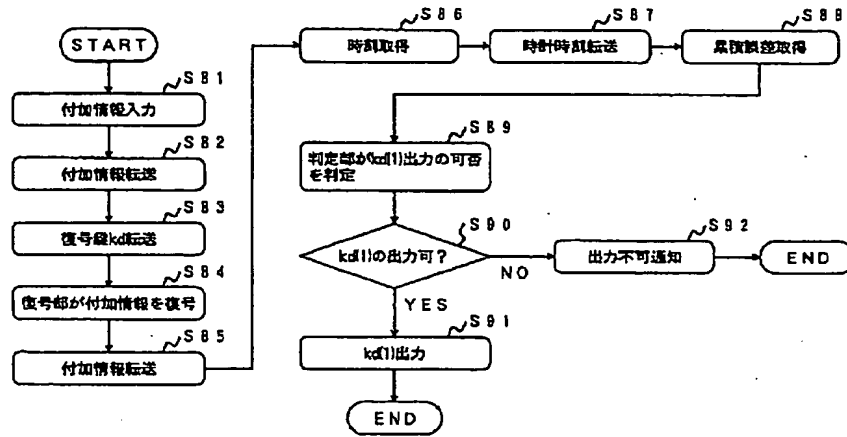 START
S81
付加情報入力
S82
付加情報転送
S83
復号鍵kd転送
S84
復号部が付加情報を復号
S85
付加情報転送
S86
時刻取得
S87
時計時刻転送
S88
累積誤差取得
S89
判定部がkd(1)出力の可否
を判定
S90
kd(1)の出力可?
NO
S92
出力不可通知
END
YES
S91
kd(1)出力
END